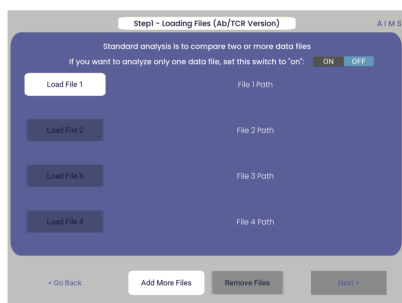 Step1 - Loading Files (Ab/TCR Version)
A I M S
Standard analysis is to compare two or more data files
If you want to analyze only one data file, set this switch to "on":
ON OFF
Load File 1
File 1 Path
Load File 2
File 2 Path
Load File 3
File 3 Path
Load File 4
File 4 Path
< Go Back
Add More Files
Remove Files
Next >